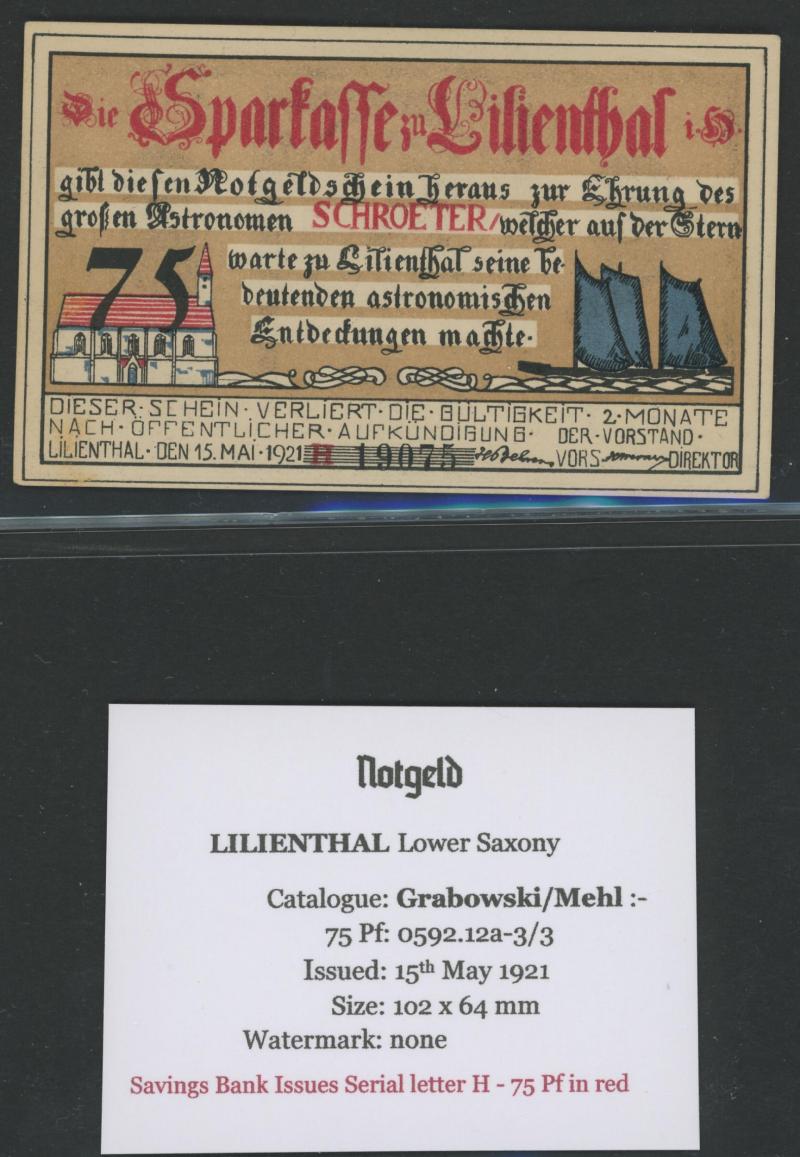 Die Sparkasse zu Lilienthal i.H.
gibt diesen Notgeldschein heraus zur Ehrung des
großen Astronomen SCHROETER, welcher auf der Stern
75 warte zu Lilienthal seine be-
deutenden astronomischen
Entdeckungen machte.
DIESER·SCHEIN·VERLIERT·DIE·GÜLTIGKEIT·2·MONATE
NACH·ÖFFENTLICHER·AUFKÜNDIGUNG· DER·VORSTAND·
LILIENTHAL·DEN 15. MAI·1921 H 19075 VORS DIREKTOR
Notgeld
LILIENTHAL Lower Saxony
Catalogue: Grabowski/Mehl :-
75 Pf: 0592.12a-3/3
Issued: 15th May 1921
Size: 102 x 64 mm
Watermark: none
Savings Bank Issues Serial letter H - 75 Pf in red